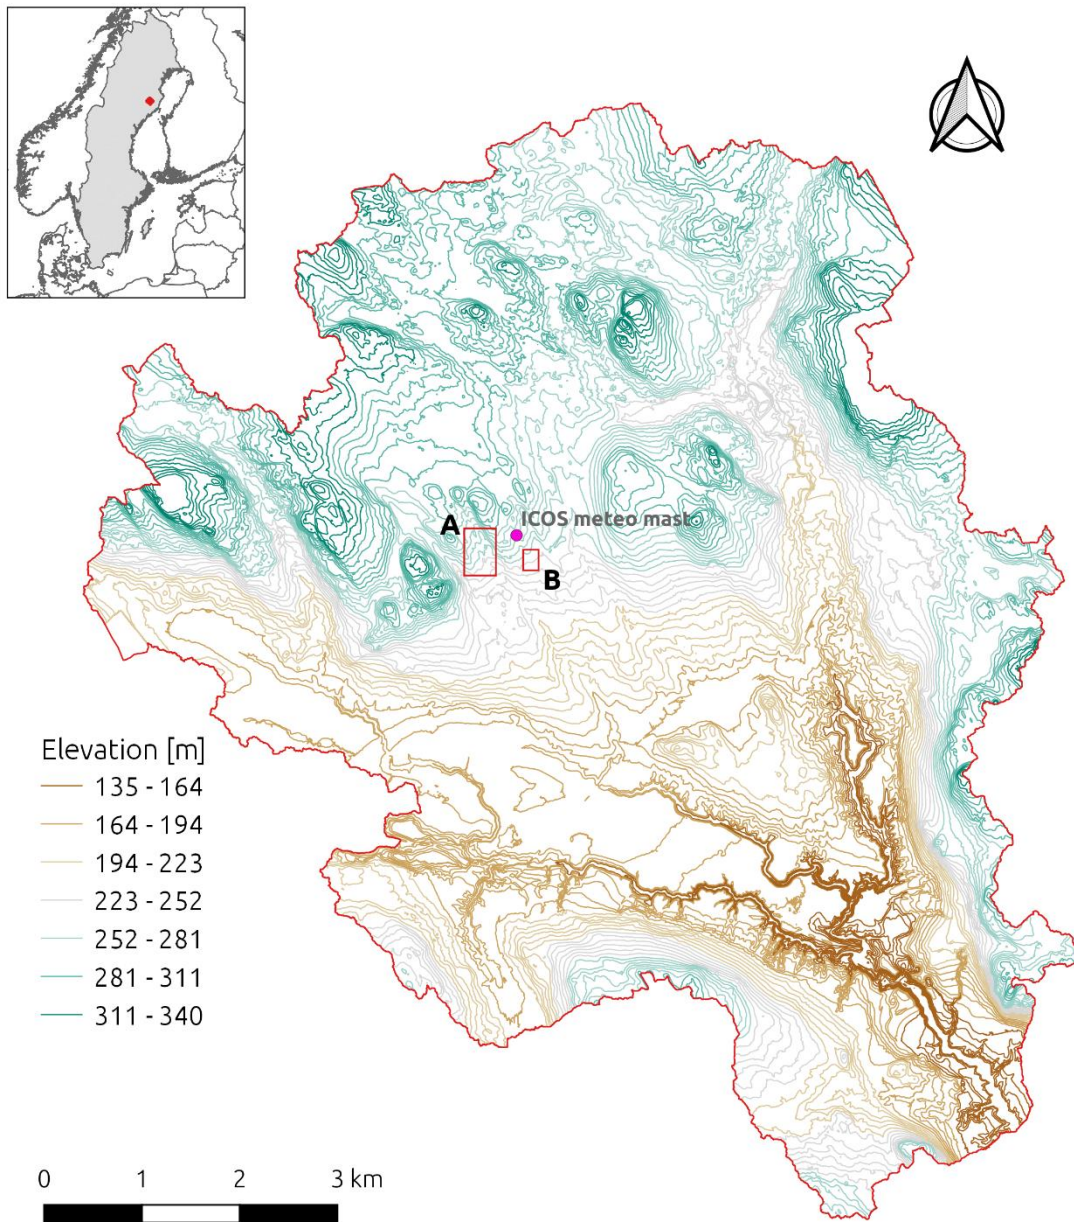 A
ICOS meteo mast
B
Elevation [m]
135 - 164
164 - 194
194 - 223
223 - 252
252 - 281
281 - 311
311 - 340
0 1 2 3 km